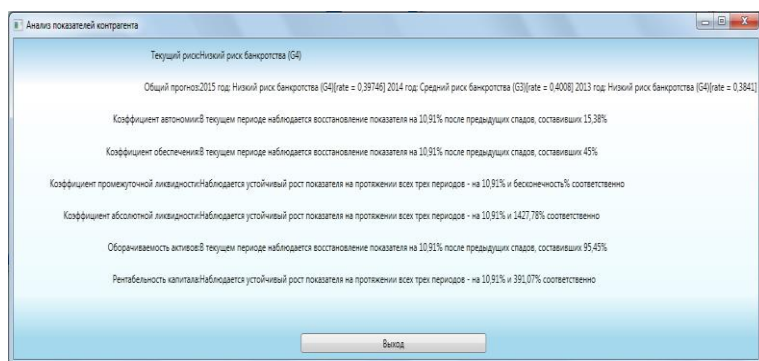 Анализ показателей контрагента
Текущий риск:Низкий риск банкротства (G4)
Общий прогноз:2015 год: Низкий риск банкротства (G4)[rate = 0,39746] 2014 год: Средний риск банкротства (G3)[rate = 0,4008] 2013 год: Низкий риск банкротства (G4)[rate = 0,3841]
Коэффициент автономии:В текущем периоде наблюдается восстановление показателя на 10,91% после предыдущих спадов, составивших 15,38%
Коэффициент обеспечения:В текущем периоде наблюдается восстановление показателя на 10,91% после предыдущих спадов, составивших 45%
Коэффициент промежуточной ликвидности:Наблюдается устойчивый рост показателя на протяжении всех трех периодов - на 10,91% и бесконечность% соответственно
Коэффициент абсолютной ликвидности:Наблюдается устойчивый рост показателя на протяжении всех трех периодов - на 10,91% и 1427,78% соответственно
Оборачиваемость активов:В текущем периоде наблюдается восстановление показателя на 10,91% после предыдущих спадов, составивших 95,45%
Рентабельность капитала:Наблюдается устойчивый рост показателя на протяжении всех трех периодов - на 10,91% и 391,07% соответственно
Выход